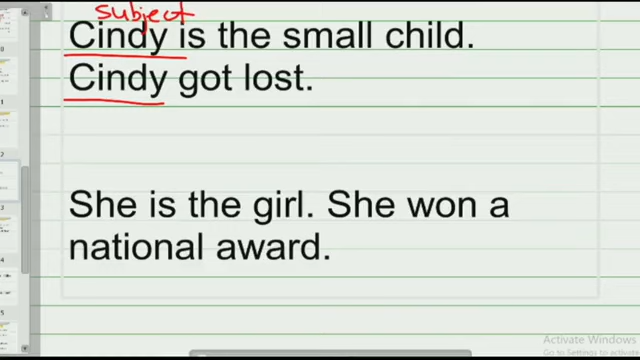 subject
Cindy is the small child.
Cindy got lost.
She is the girl. She won a
national award.
Activate Windows